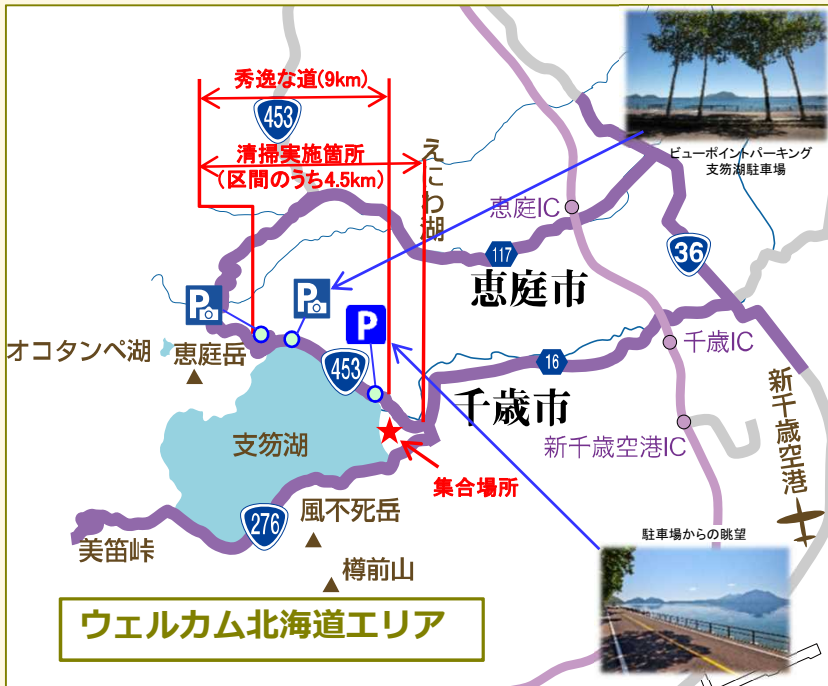 秀逸な道(9km)
453
清掃実施箇所
（区間のうち4.5km）
えこわ湖
ビューポイントパーキング
支笏湖駐車場
恵庭IC
117
恵庭市
36
P
P
P
オコタンペ湖
恵庭岳
453
16
千歳IC
千歳市
支笏湖
新千歳空港IC
新千歳空港
集合場所
276
風不死岳
美笛峠
樽前山
駐車場からの眺望
ウェルカム北海道エリア